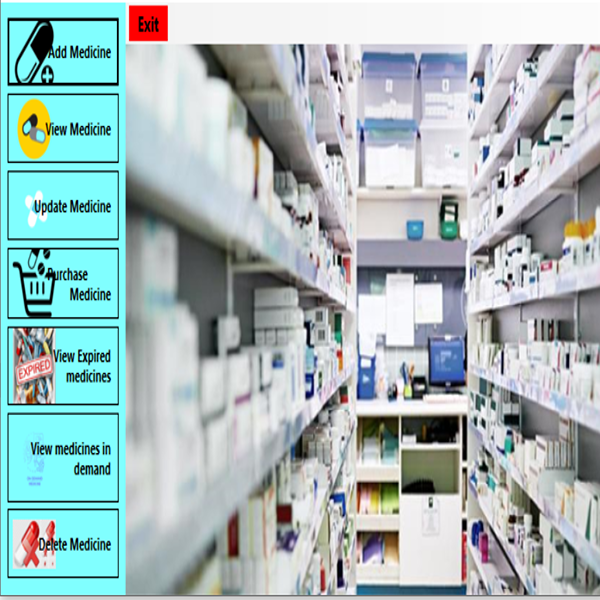 Exit
Add Medicine
View Medicine
Update Medicine
Purchase
Medicine
View Expired
medicines
EXPIRED
View medicines in
demand
Delete Medicine